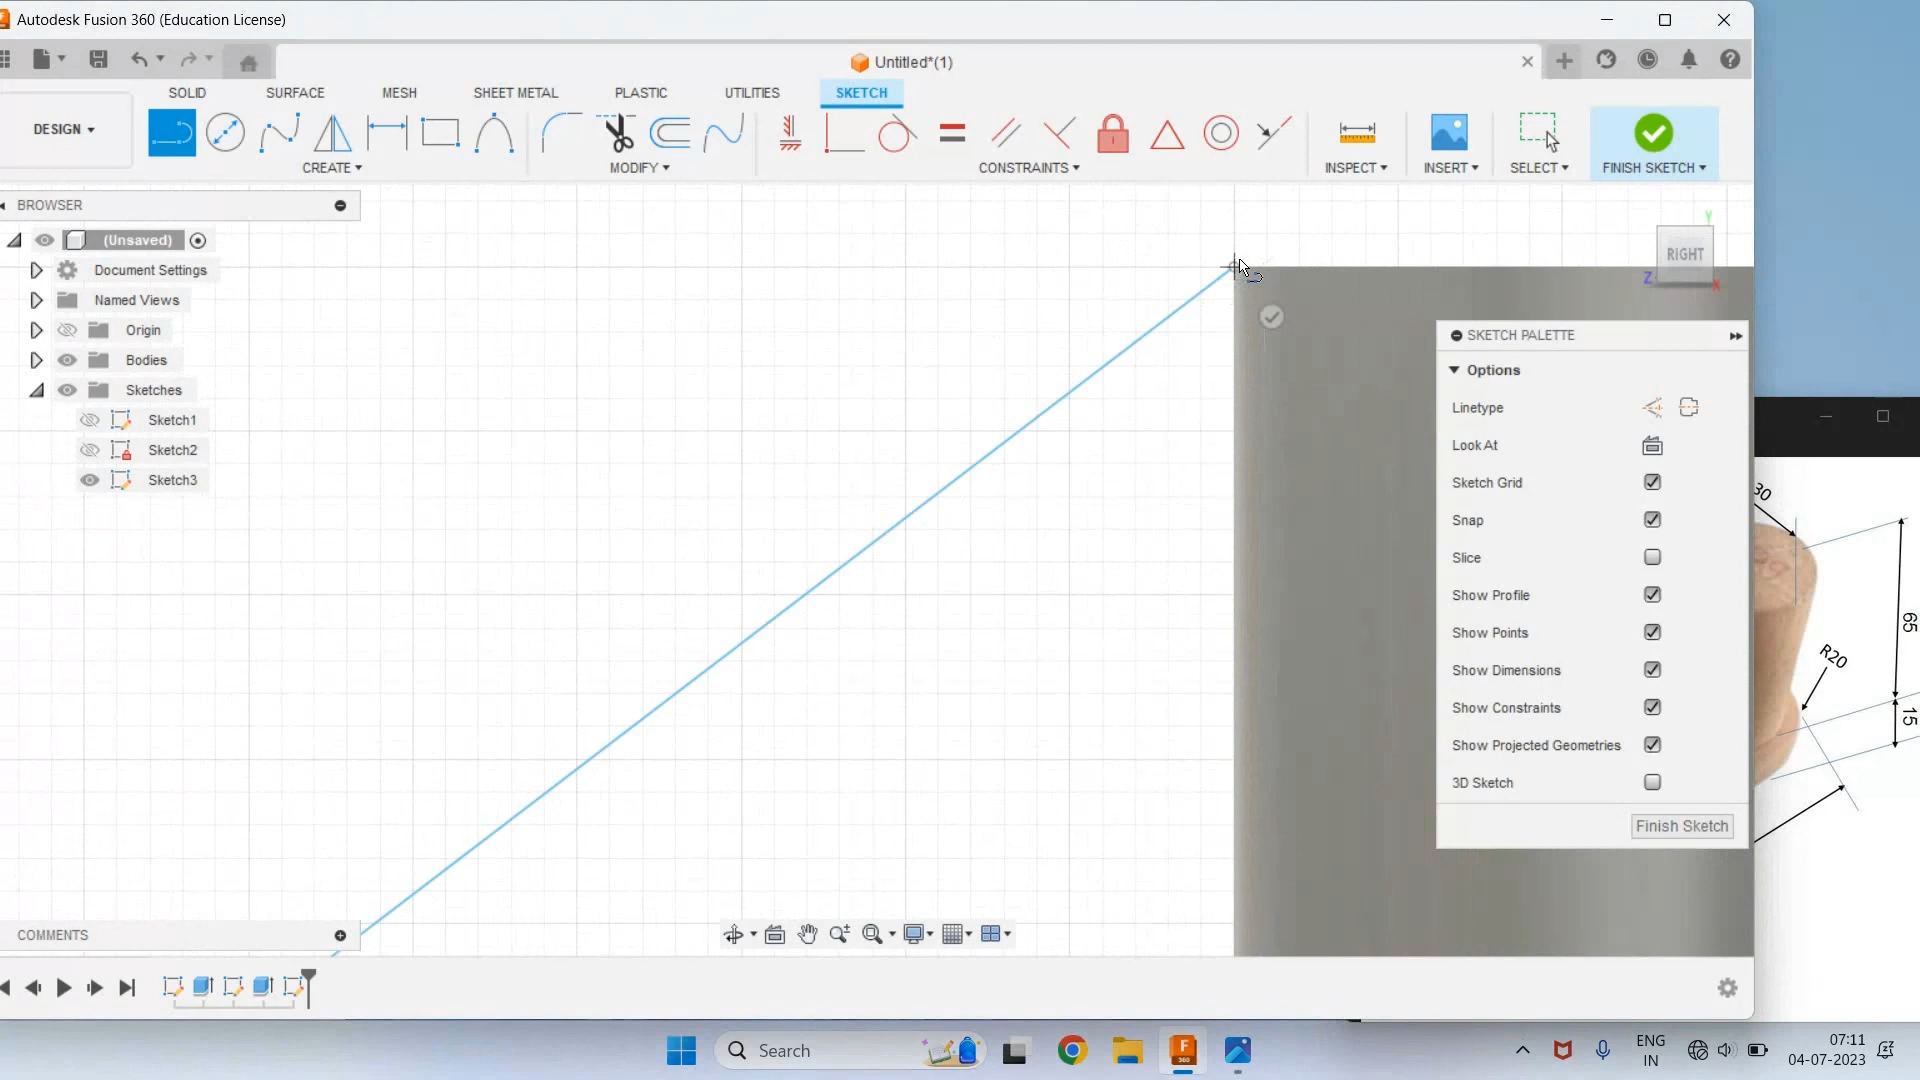 Autodesk Fusion 360 (Education License)
Untitled*(1)
SOLID SURFACE MESH SHEET METAL PLASTIC UTILITIES SKETCH
DESIGN
CREATE MODIFY CONSTRAINTS INSPECT INSERT SELECT FINISH SKETCH
BROWSER
(Unsaved)
Document Settings
Named Views
Origin
Bodies
Sketches
Sketch1
Sketch2
Sketch3
Y
RIGHT
Z
X
SKETCH PALETTE
Options
Linetype
Look At
Sketch Grid
Snap
Slice
Show Profile
Show Points
Show Dimensions
Show Constraints
Show Projected Geometries
3D Sketch
Finish Sketch
30
65
R20
15
COMMENTS
Search
F
360
ENG
IN
07:11
04-07-2023